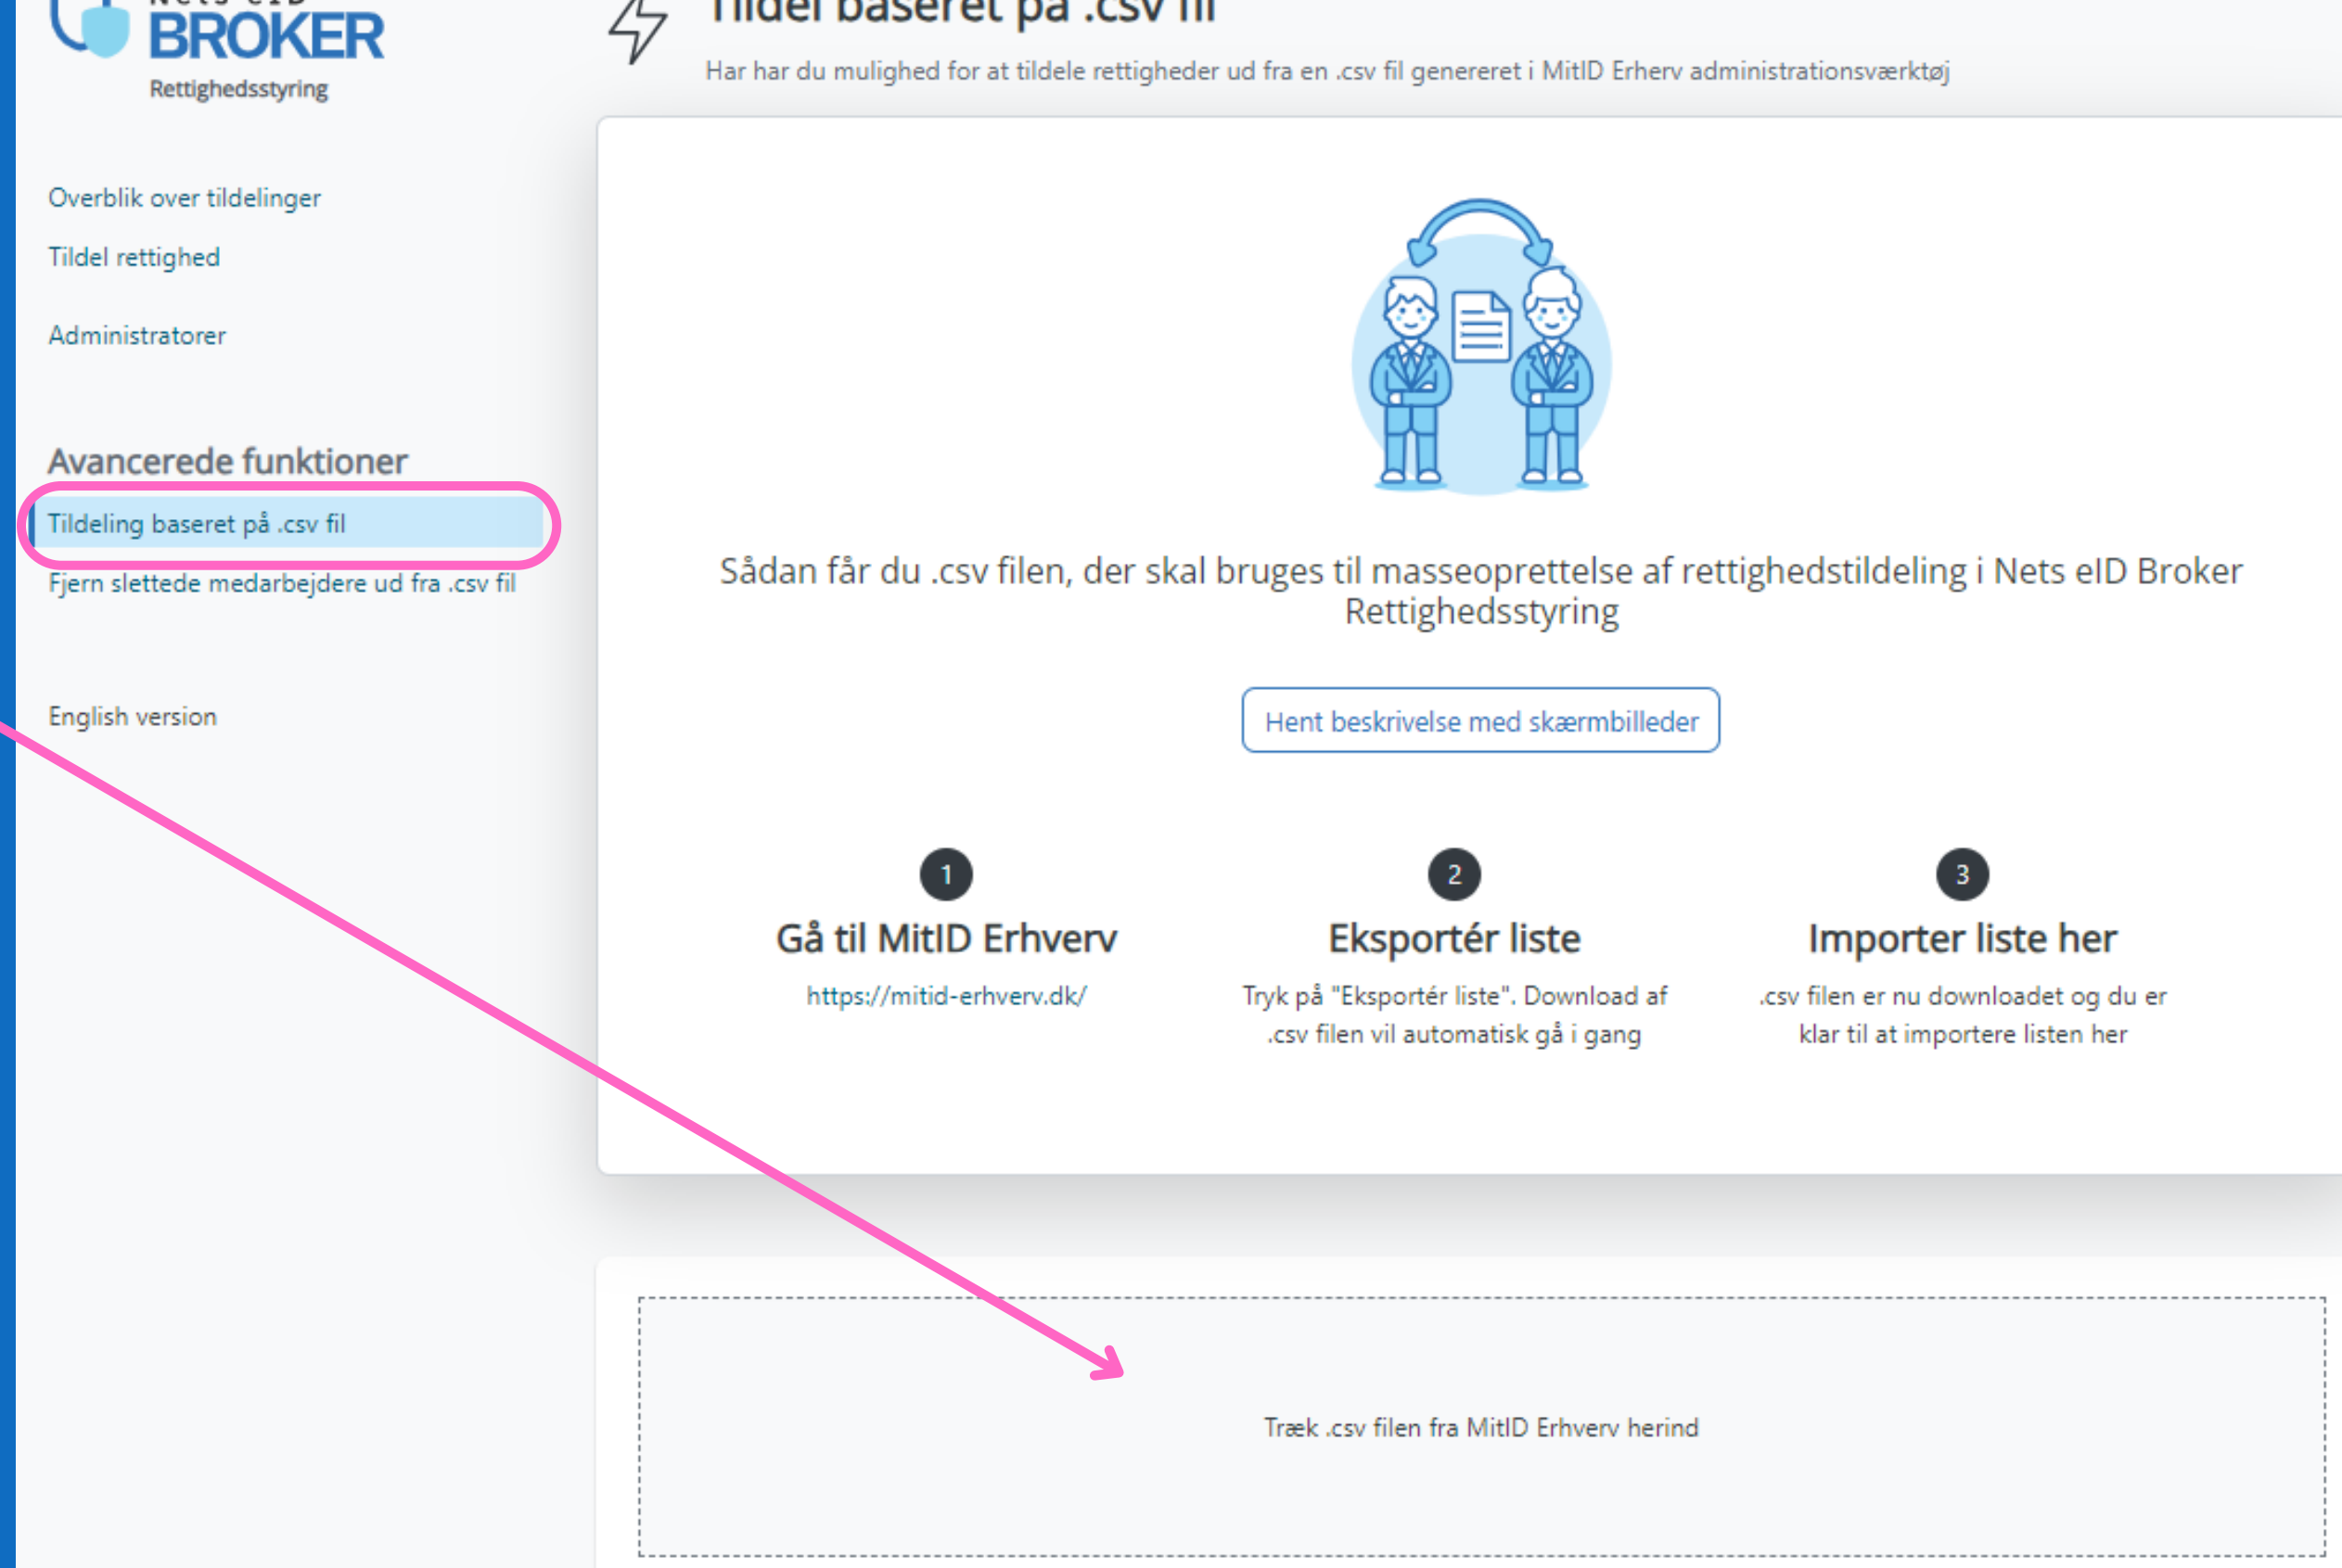 Nets eID
BROKER
Rettighedsstyring
Overblik over tildelinger
Tildel rettighed
Administratorer
Avancerede funktioner
Tildeling baseret på .csv fil
Fjern slettede medarbejdere ud fra .csv fil
English version
Tildel baseret på .csv fil
Har har du mulighed for at tildele rettigheder ud fra en .csv fil genereret i MitID Erherv administrationsværktøj
Sådan får du .csv filen, der skal bruges til masseoprettelse af rettighedstildeling i Nets eID Broker
Rettighedsstyring
Hent beskrivelse med skærmbilleder
1
Gå til MitID Erhverv
https://mitid-erhverv.dk/
2
Eksportér liste
Tryk på "Eksportér liste". Download af
.csv filen vil automatisk gå i gang
3
Importer liste her
.csv filen er nu downloadet og du er
klar til at importere listen her
Træk .csv filen fra MitID Erhverv herind